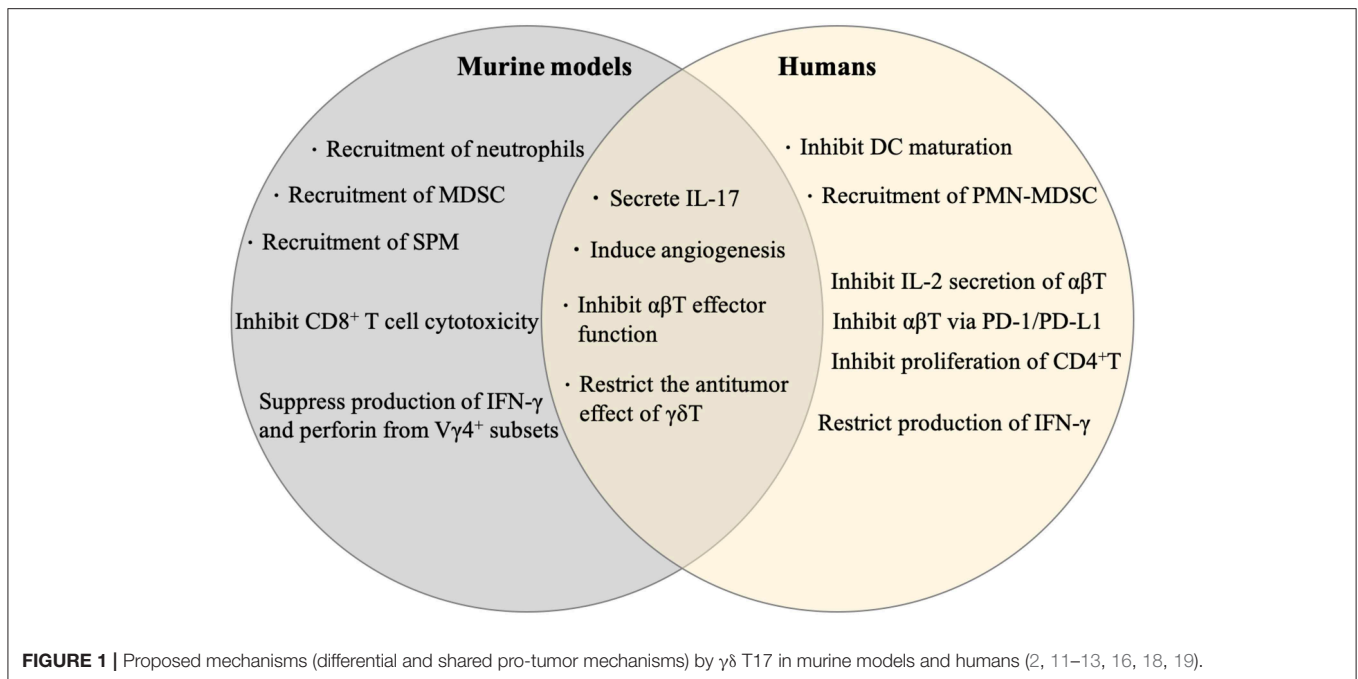 Murine models
Humans
· Recruitment of neutrophils
· Recruitment of MDSC
· Recruitment of SPM
Inhibit CD8⁺ T cell cytotoxicity
Suppress production of IFN-γ
and perforin from Vγ4⁺ subsets
· Secrete IL-17
· Induce angiogenesis
· Inhibit αβT effector
function
· Restrict the antitumor
effect of γδT
· Inhibit DC maturation
· Recruitment of PMN-MDSC
Inhibit IL-2 secretion of αβT
Inhibit αβT via PD-1/PD-L1
Inhibit proliferation of CD4⁺T
Restrict production of IFN-γ
FIGURE 1 | Proposed mechanisms (differential and shared pro-tumor mechanisms) by γδ T17 in murine models and humans (2, 11–13, 16, 18, 19).